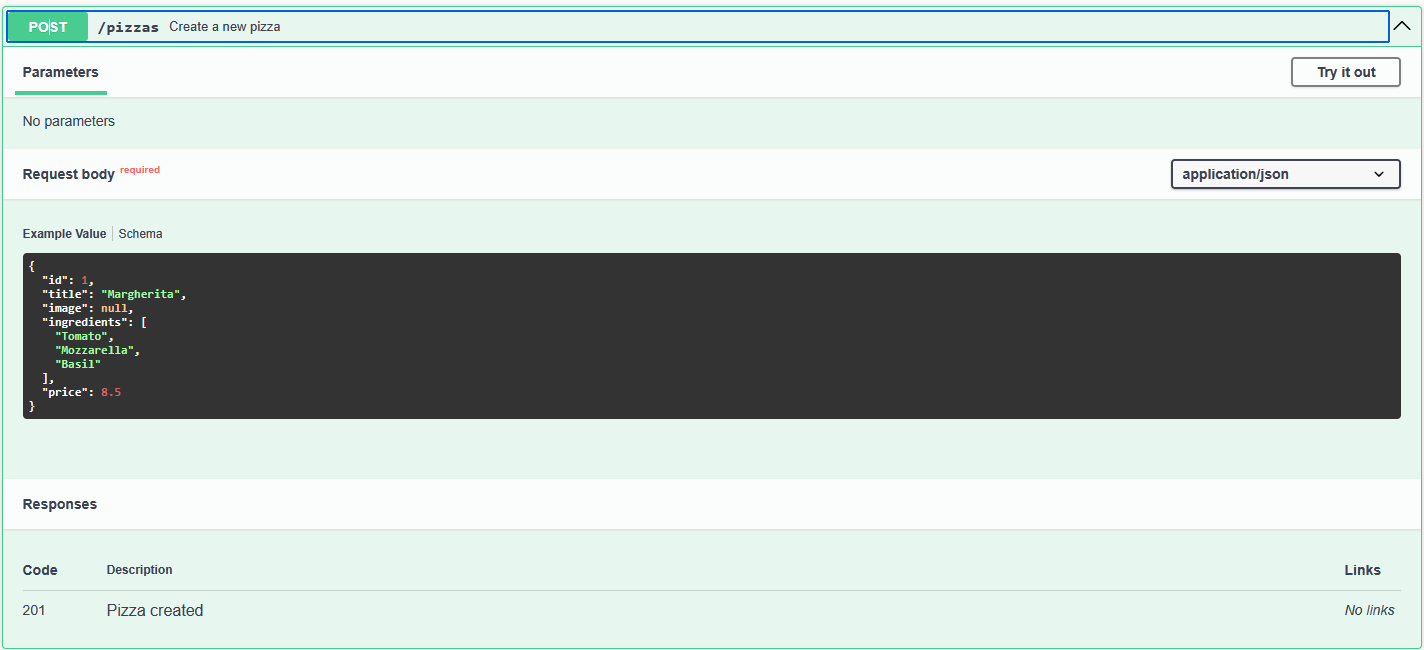 POST /pizzas Create a new pizza
Parameters Try it out
No parameters
Request body required application/json
Example Value Schema
{
  "id": 1,
  "title": "Margherita",
  "image": null,
  "ingredients": [
    "Tomato",
    "Mozzarella",
    "Basil"
  ],
  "price": 8.5
}
Responses
Code Description Links
201 Pizza created No links